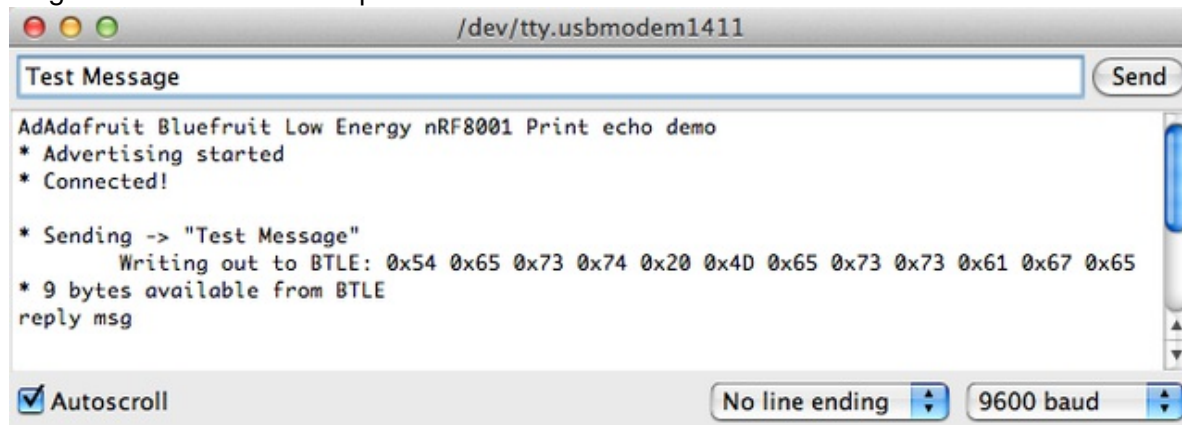 /dev/tty.usbmodem1411
Test Message
Send
AdAdafruit Bluefruit Low Energy nRF8001 Print echo demo
* Advertising started
* Connected!
* Sending -> "Test Message"
Writing out to BTLE: 0x54 0x65 0x73 0x74 0x20 0x4D 0x65 0x73 0x73 0x61 0x67 0x65
* 9 bytes available from BTLE
reply msg
Autoscroll
No line ending
9600 baud